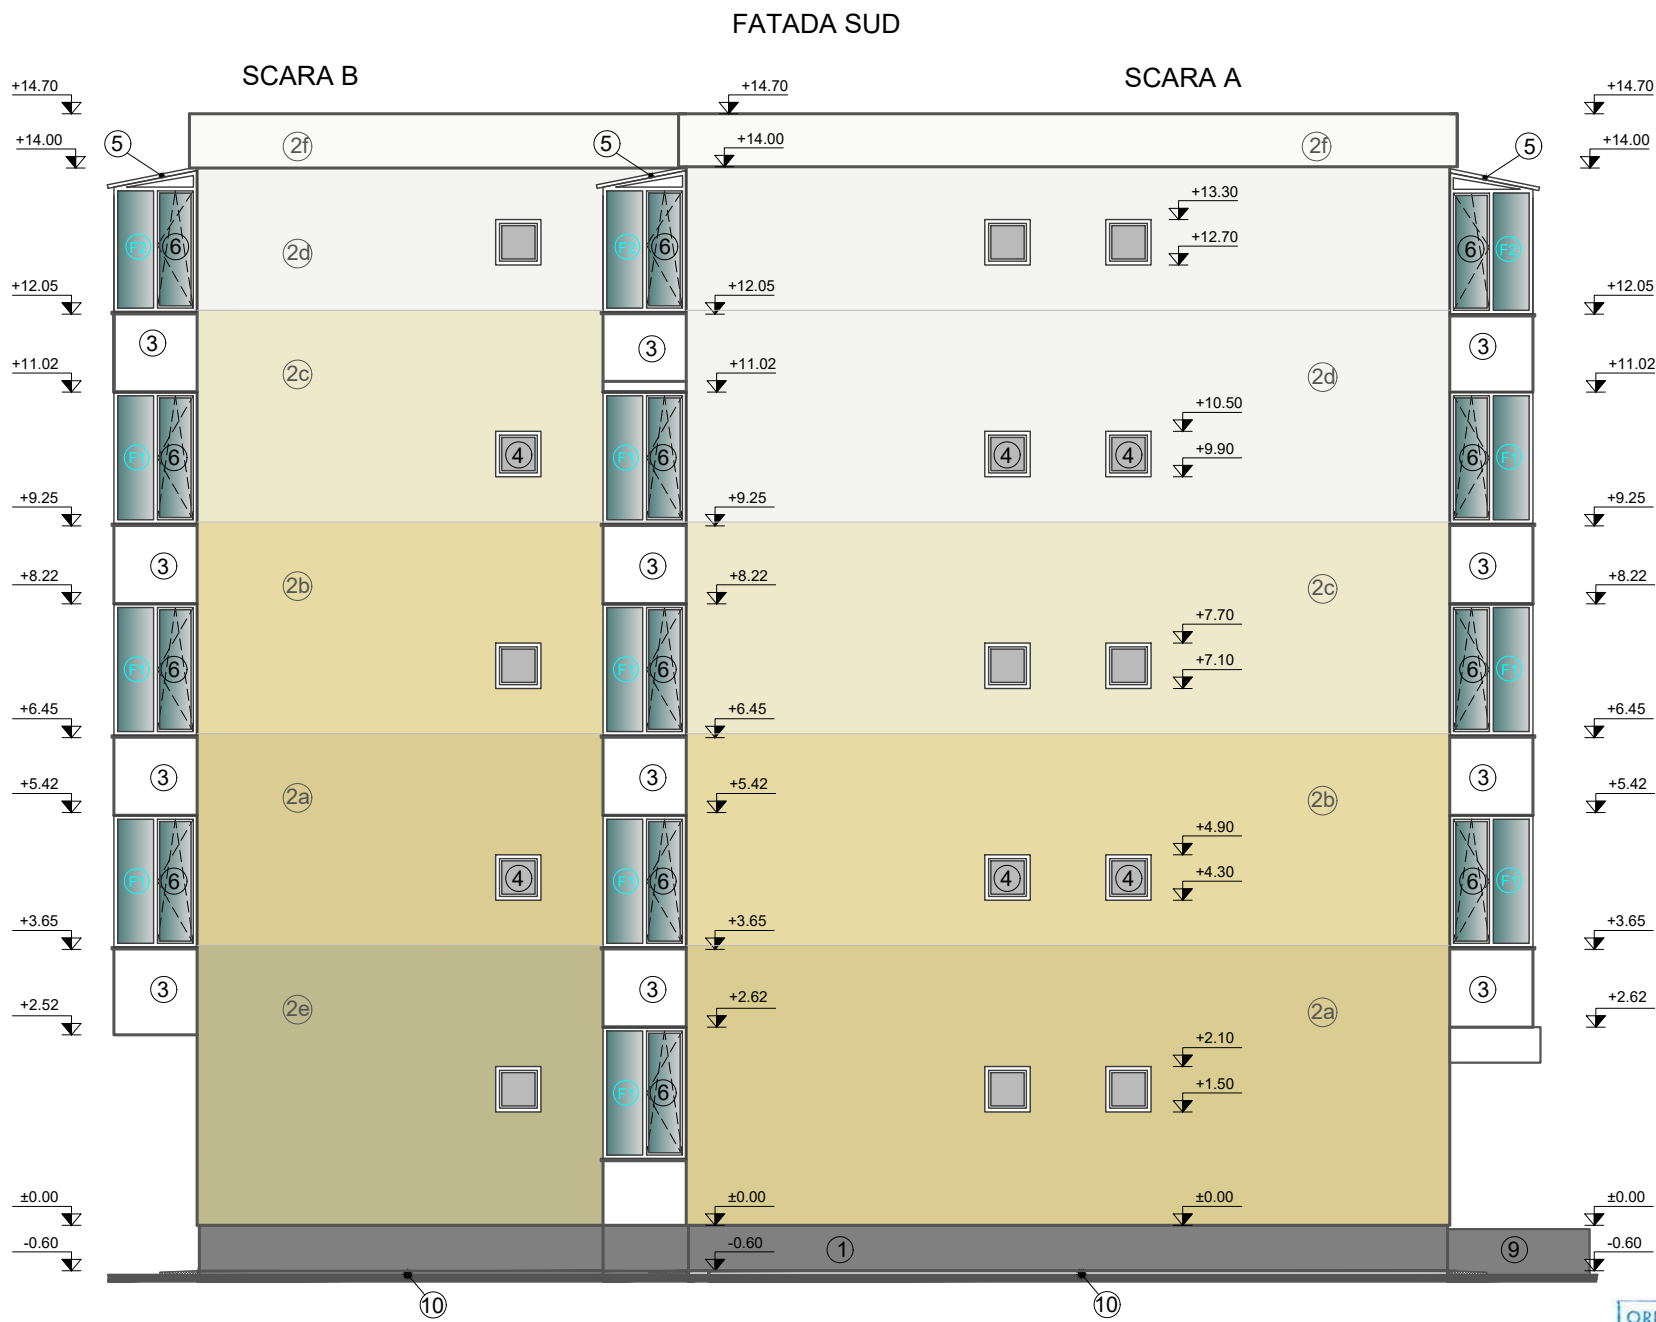 FATADA SUD
SCARA B SCARA A
+14.70 +14.70 +14.70
+14.00 5 2f 5 +14.00 2f 5 +14.00
+13.30
F2 6 2d F2 6 +12.70 6 F2
+12.05 +12.05 +12.05
3 3 3
+11.02 2c +11.02 2d +11.02
+10.50
F1 6 4 F1 6 4 4 +9.90 6 F1
+9.25 +9.25 +9.25
3 3 3
+8.22 2b +8.22 2c +8.22
+7.70
F1 6 F1 6 +7.10 6 F1
+6.45 +6.45 +6.45
3 3 3
+5.42 2a +5.42 2b +5.42
+4.90
F1 6 4 F1 6 4 4 +4.30 6 F1
+3.65 +3.65 +3.65
3 3 3
+2.52 2e +2.62 2a +2.62
+2.10
F1 6 +1.50
±0.00 ±0.00 ±0.00 ±0.00
-0.60 -0.60 1 9 -0.60
10 10